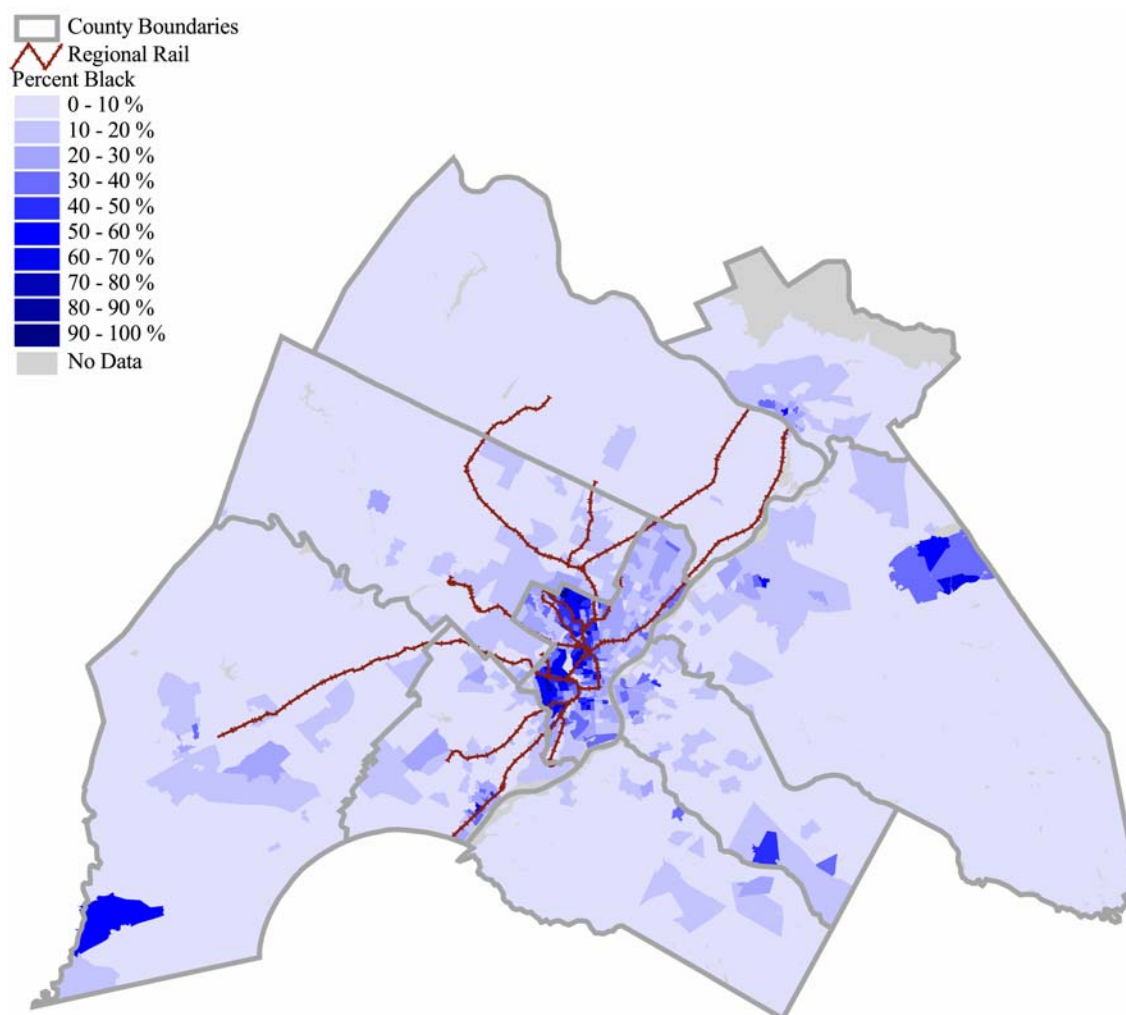 County Boundaries
Regional Rail
Percent Black
0 - 10 %
10 - 20 %
20 - 30 %
30 - 40 %
40 - 50 %
50 - 60 %
60 - 70 %
70 - 80 %
80 - 90 %
90 - 100 %
No Data